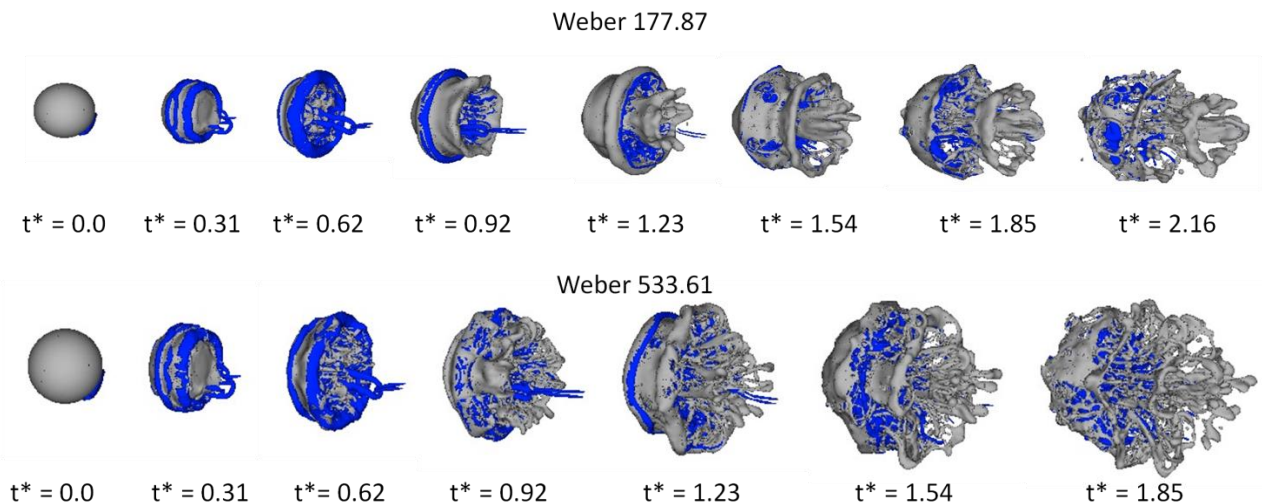 Weber 177.87
t* = 0.0 t* = 0.31 t*= 0.62 t* = 0.92 t* = 1.23 t* = 1.54 t* = 1.85 t* = 2.16
Weber 533.61
t* = 0.0 t* = 0.31 t*= 0.62 t* = 0.92 t* = 1.23 t* = 1.54 t* = 1.85